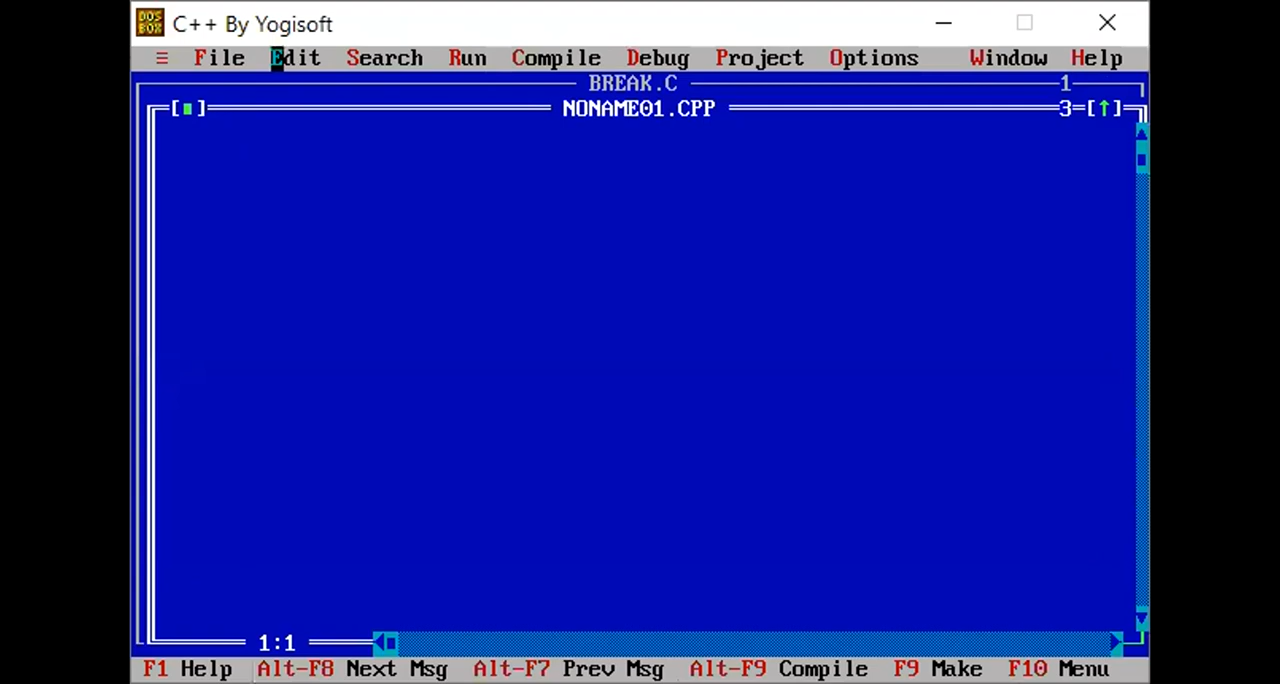 C++ By Yogisoft
≡ File Edit Search Run Compile Debug Project Options Window Help
BREAK.C 1
[■] NONAME01.CPP 3=[↑]
1:1
F1 Help Alt-F8 Next Msg Alt-F7 Prev Msg Alt-F9 Compile F9 Make F10 Menu